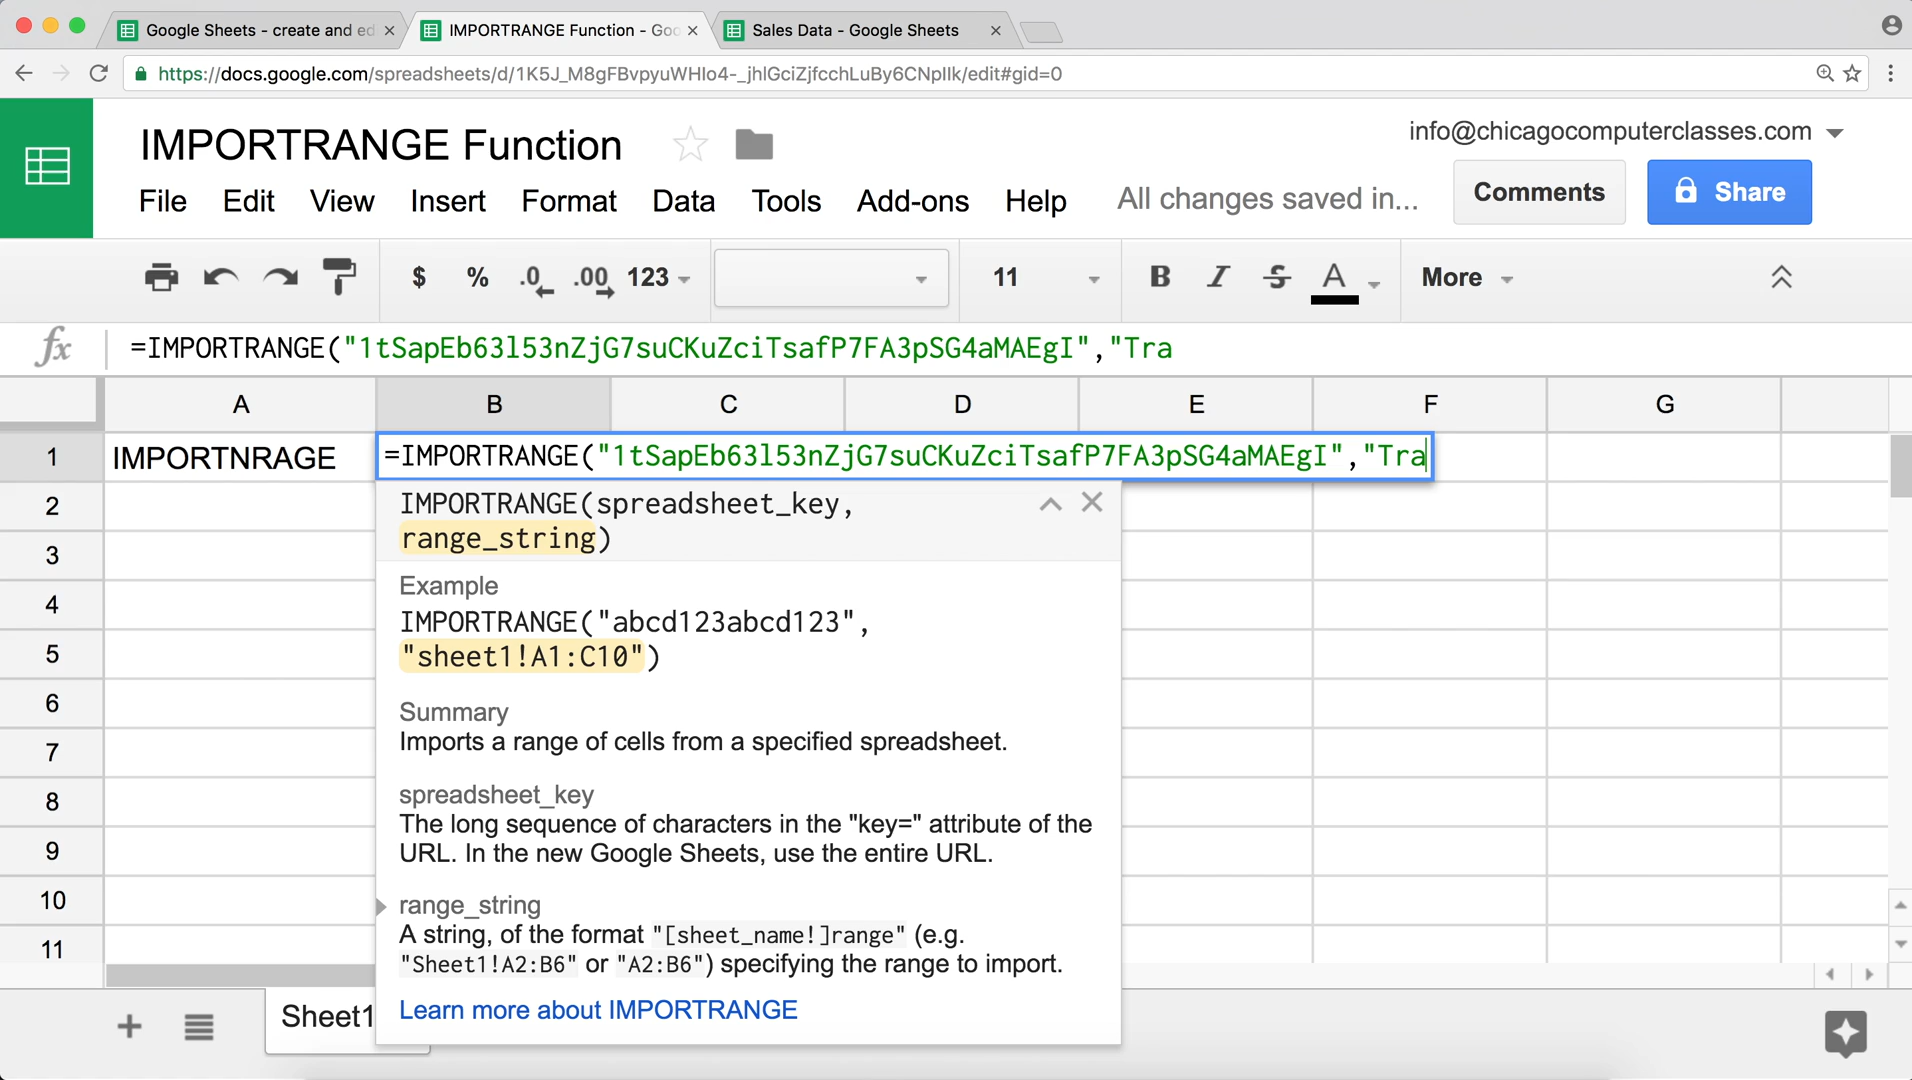 Google Sheets - create and ed
IMPORTRANGE Function - Goo
Sales Data - Google Sheets
https://docs.google.com/spreadsheets/d/1K5J_M8gFBvpyuWHIo4-_jhlGciZjfcchLuBy6CNpIIk/edit#gid=0
IMPORTRANGE Function
info@chicagocomputerclasses.com
File Edit View Insert Format Data Tools Add-ons Help All changes saved in...
Comments
Share
$ % .0 .00 123 11 B I S A More
fx =IMPORTRANGE("1tSapEb63l53nZjG7suCKuZciTsafP7FA3pSG4aMAEgI","Tra
A B C D E F G
1 IMPORTNRAGE =IMPORTRANGE("1tSapEb63l53nZjG7suCKuZciTsafP7FA3pSG4aMAEgI","Tra
2
3
4
5
6
7
8
9
10
11
IMPORTRANGE(spreadsheet_key,
range_string)
Example
IMPORTRANGE("abcd123abcd123",
"sheet1!A1:C10")
Summary
Imports a range of cells from a specified spreadsheet.
spreadsheet_key
The long sequence of characters in the "key=" attribute of the
URL. In the new Google Sheets, use the entire URL.
range_string
A string, of the format "[sheet_name!]range" (e.g.
"Sheet1!A2:B6" or "A2:B6") specifying the range to import.
Learn more about IMPORTRANGE
Sheet1